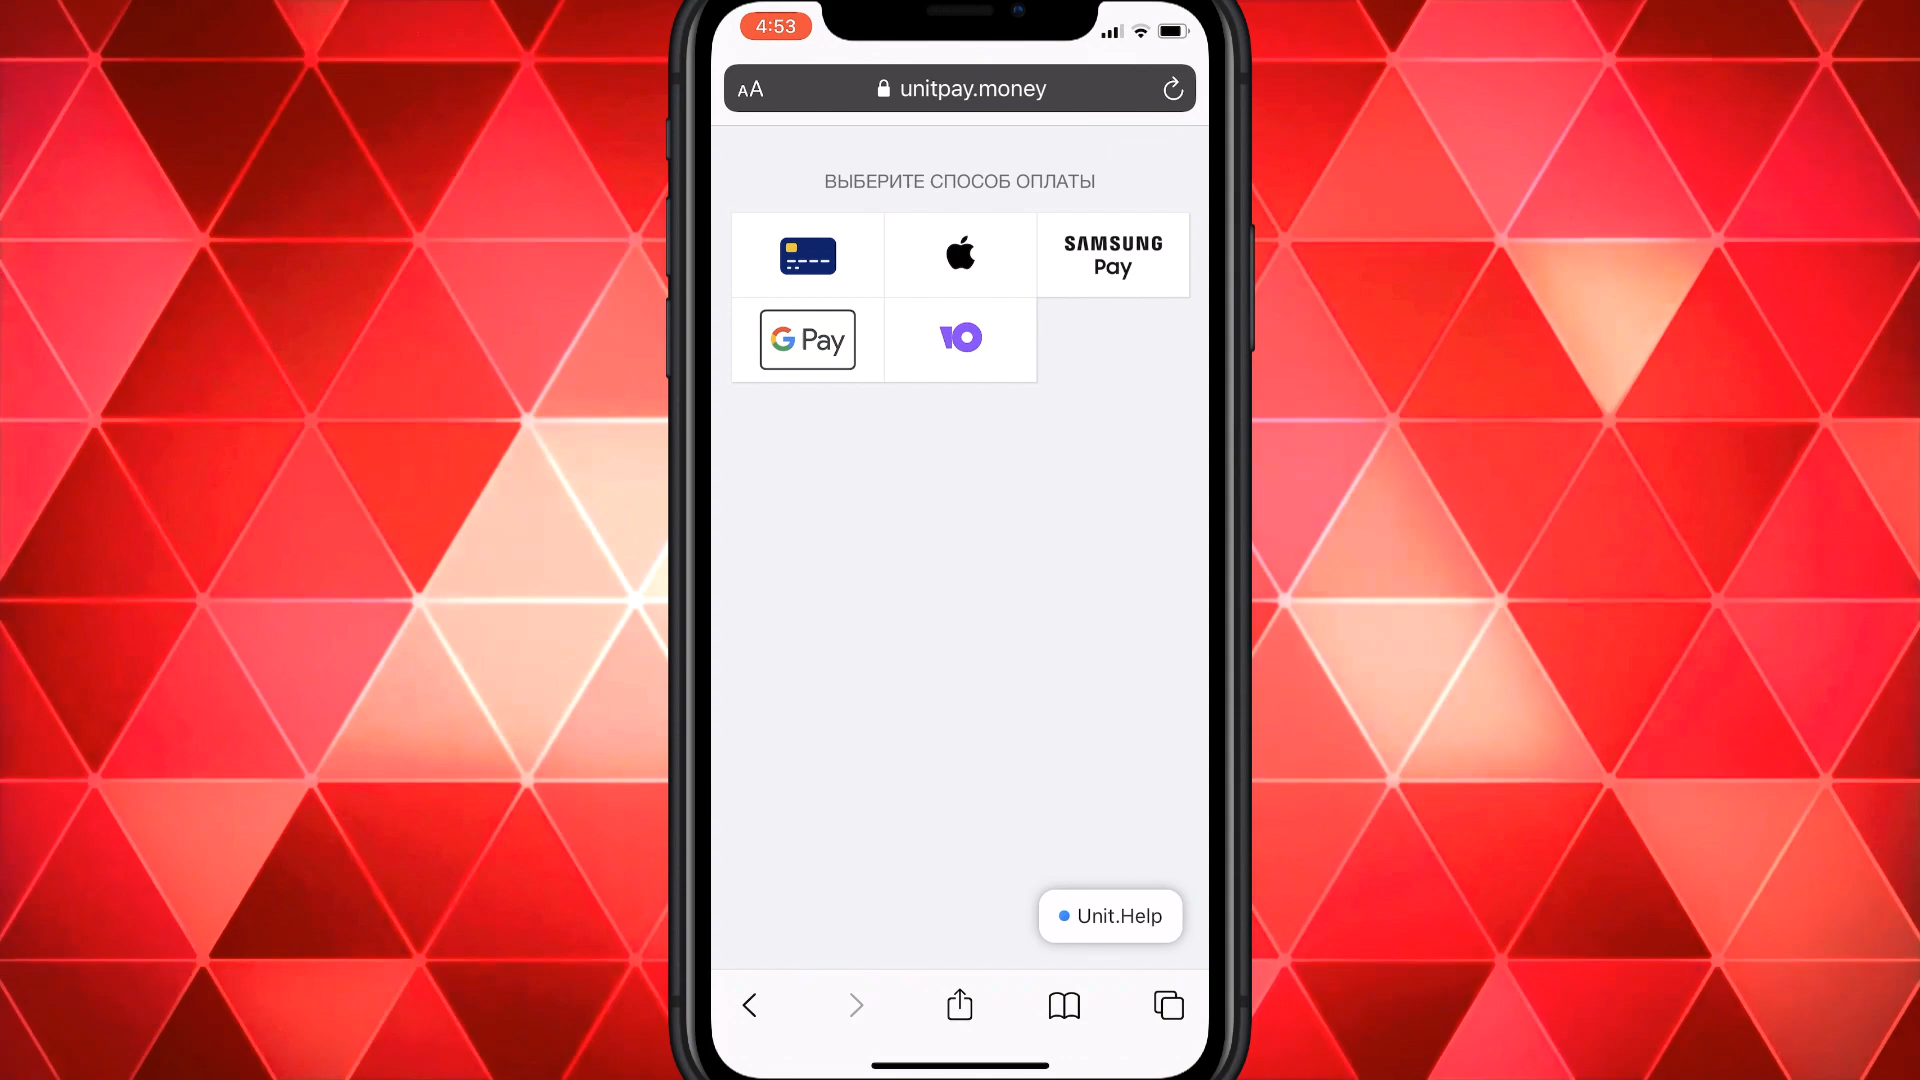 4:53
AA unitpay.money
ВЫБЕРИТЕ СПОСОБ ОПЛАТЫ
SAMSUNG
Pay
G Pay
Ю
Unit.Help